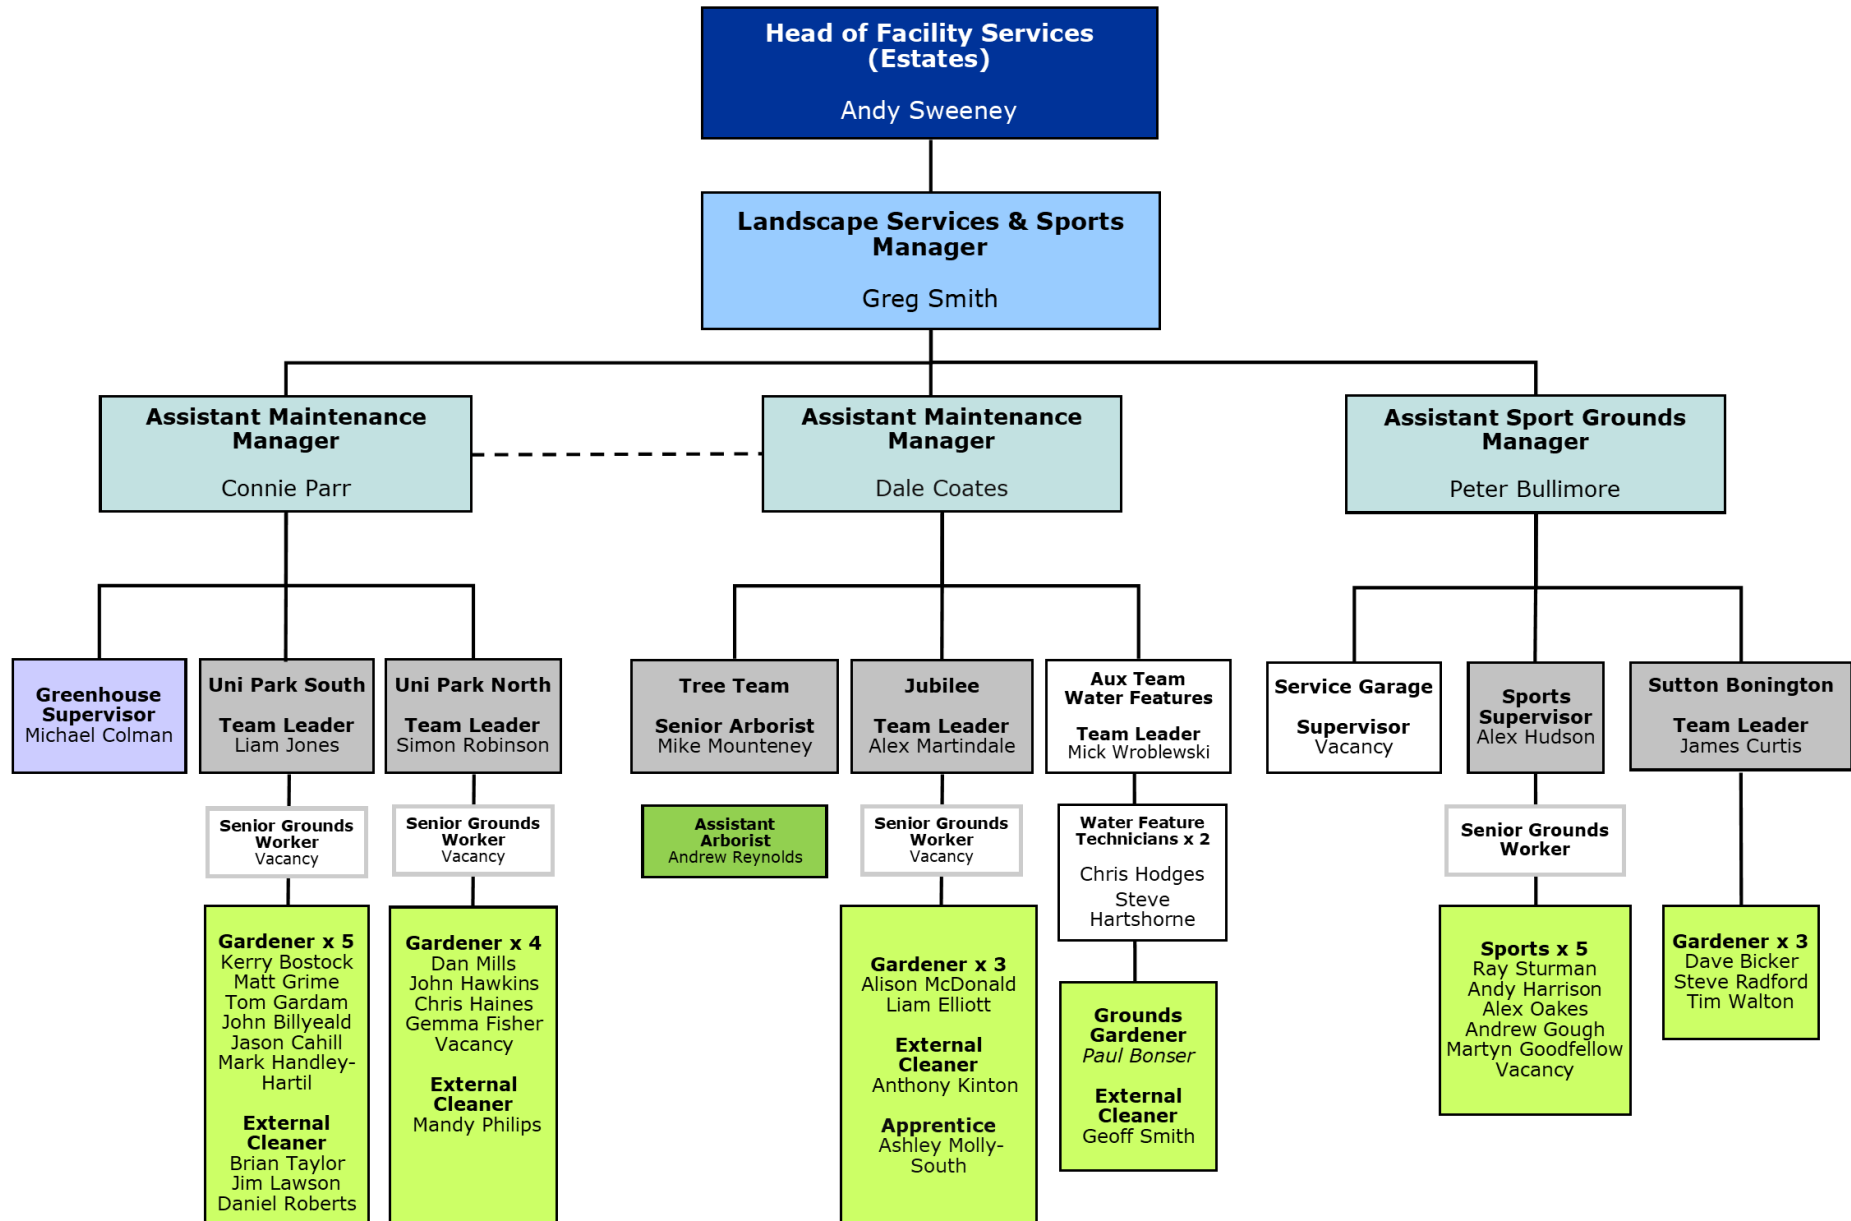 Head of Facility Services
(Estates)
Andy Sweeney
Landscape Services & Sports
Manager
Greg Smith
Assistant Maintenance
Manager
Connie Parr
Assistant Maintenance
Manager
Dale Coates
Assistant Sport Grounds
Manager
Peter Bullimore
Greenhouse
Supervisor
Michael Colman
Uni Park South
Team Leader
Liam Jones
Uni Park North
Team Leader
Simon Robinson
Tree Team
Senior Arborist
Mike Mounteney
Jubilee
Team Leader
Alex Martindale
Aux Team
Water Features
Team Leader
Mick Wroblewski
Service Garage
Supervisor
Vacancy
Sports
Supervisor
Alex Hudson
Sutton Bonington
Team Leader
James Curtis
Senior Grounds
Worker
Vacancy
Senior Grounds
Worker
Vacancy
Assistant
Arborist
Andrew Reynolds
Senior Grounds
Worker
Vacancy
Water Feature
Technicians x 2
Chris Hodges
Steve
Hartshorne
Senior Grounds
Worker
Gardener x 5
Kerry Bostock
Matt Grime
Tom Gardam
John Billyeald
Jason Cahill
Mark Handley-
Hartil
External
Cleaner
Brian Taylor
Jim Lawson
Daniel Roberts
Gardener x 4
Dan Mills
John Hawkins
Chris Haines
Gemma Fisher
Vacancy
External
Cleaner
Mandy Philips
Gardener x 3
Alison McDonald
Liam Elliott
External
Cleaner
Anthony Kinton
Apprentice
Ashley Molly-
South
Grounds
Gardener
Paul Bonser
External
Cleaner
Geoff Smith
Sports x 5
Ray Sturman
Andy Harrison
Alex Oakes
Andrew Gough
Martyn Goodfellow
Vacancy
Gardener x 3
Dave Bicker
Steve Radford
Tim Walton